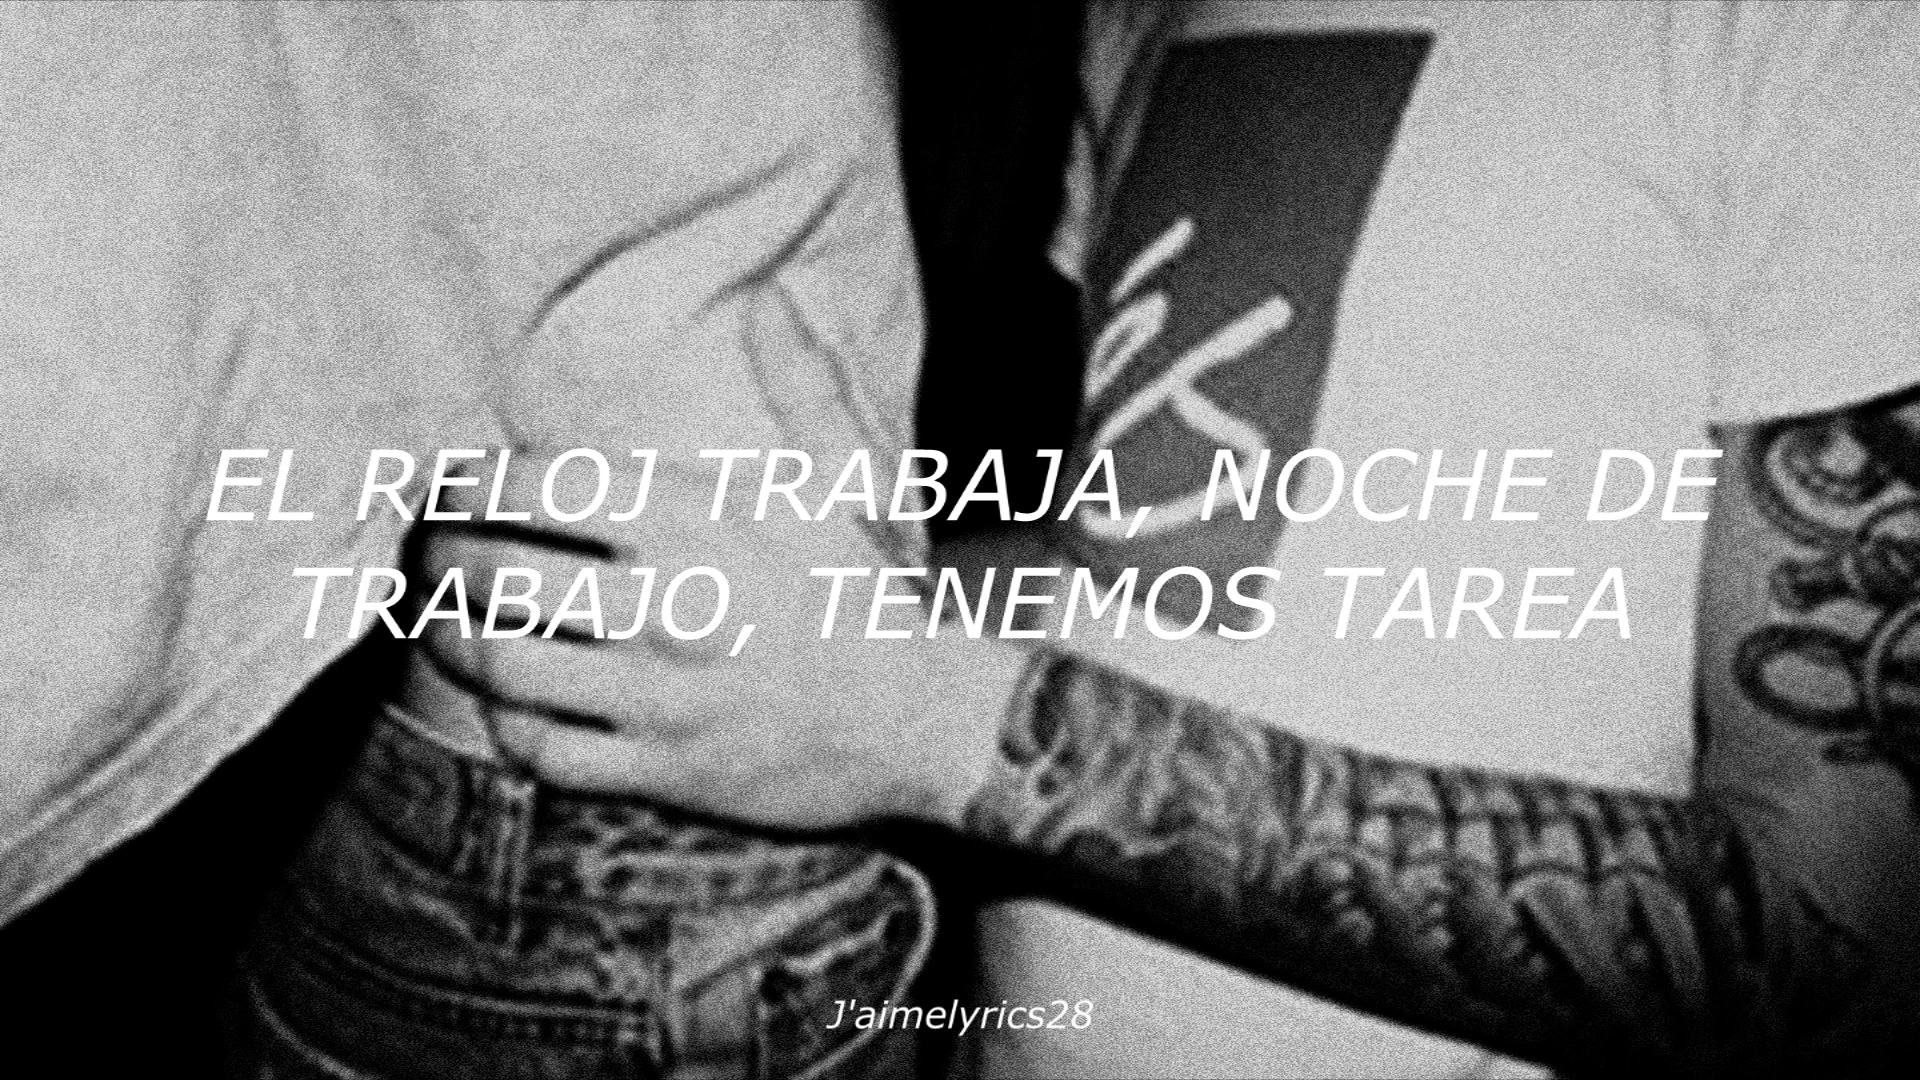 EL RELOJ TRABAJA, NOCHE DE
TRABAJO, TENEMOS TAREA
J'aimelyrics28